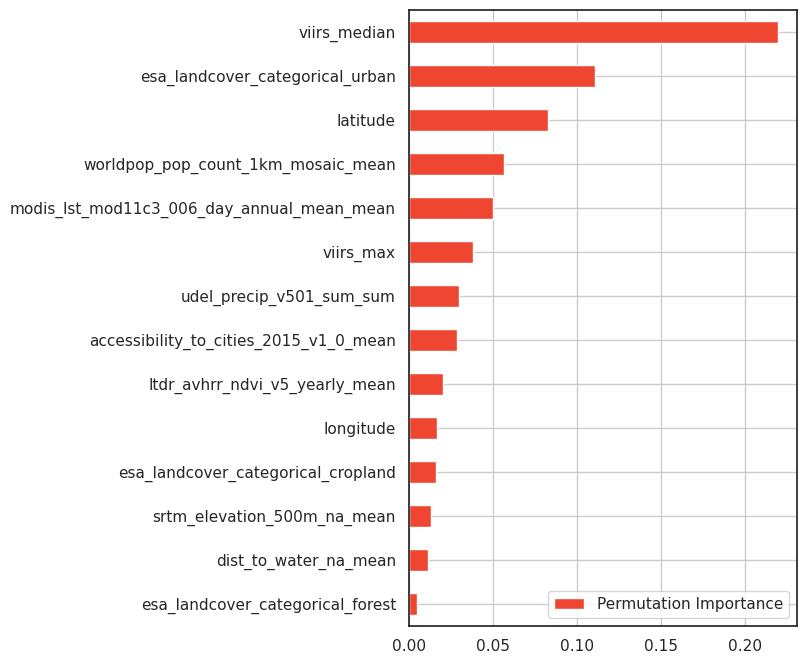 viirs_median
esa_landcover_categorical_urban
latitude
worldpop_pop_count_1km_mosaic_mean
modis_lst_mod11c3_006_day_annual_mean_mean
viirs_max
udel_precip_v501_sum_sum
accessibility_to_cities_2015_v1_0_mean
ltdr_avhrr_ndvi_v5_yearly_mean
longitude
esa_landcover_categorical_cropland
srtm_elevation_500m_na_mean
dist_to_water_na_mean
esa_landcover_categorical_forest
Permutation Importance
0.00 0.05 0.10 0.15 0.20